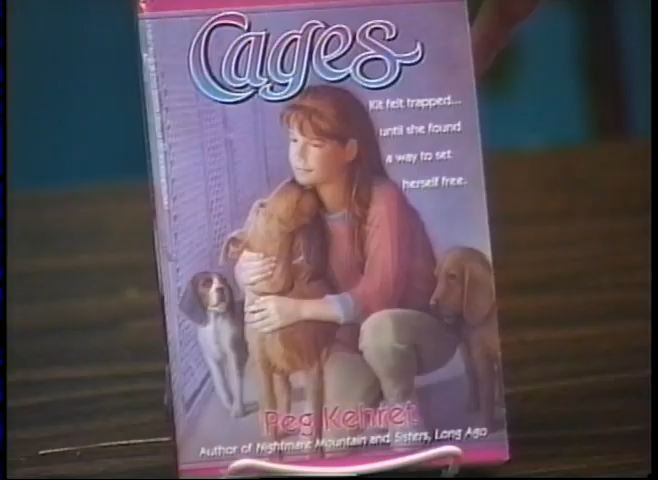 Cages
Kit felt trapped...
until she found
a way to set
herself free.
Peg Kehret
Author of Nightmare Mountain and Sisters, Long Ago